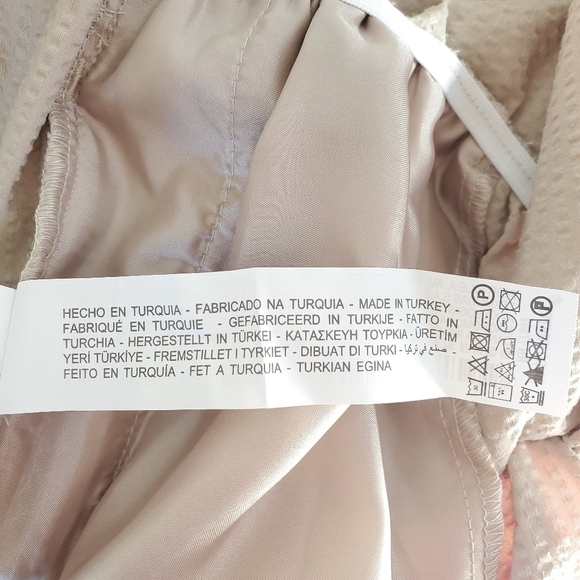 HECHO EN TURQUIA - FABRICADO NA TURQUIA - MADE IN TURKEY -
FABRIQUÉ EN TURQUIE - GEFABRICEERD IN TURKIJE - FATTO IN
TURCHIA - HERGESTELLT IN TÜRKEI - ΚΑΤΑΣΚΕΥΗ ΤΟΥΡΚΙΑ - ÜRETİM
YERİ TÜRKİYE - FREMSTILLET I TYRKIET - DIBUAT DI TURKI - صنع في تركيا -
FEITO EN TURQUÍA - FET A TURQUIA - TURKIAN EGINA
P